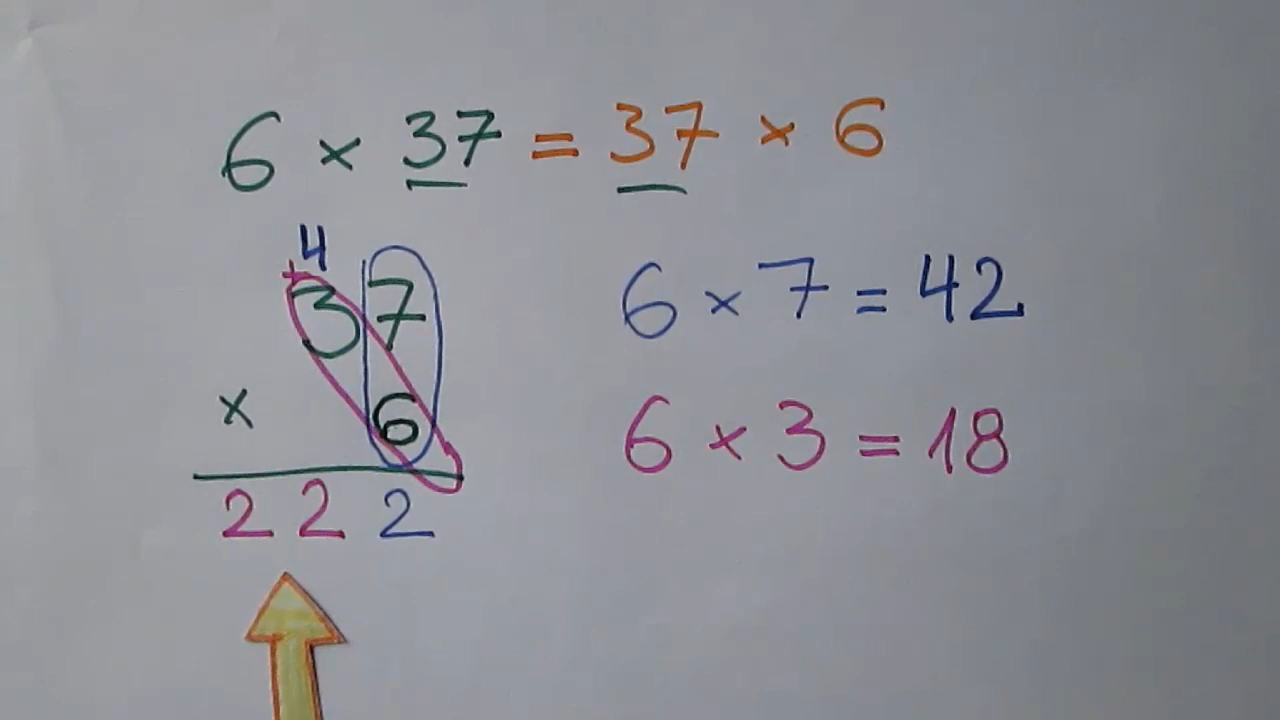 6 × 37 = 37 × 6
4
37
× 6
222
6 × 7 = 42
6 × 3 = 18